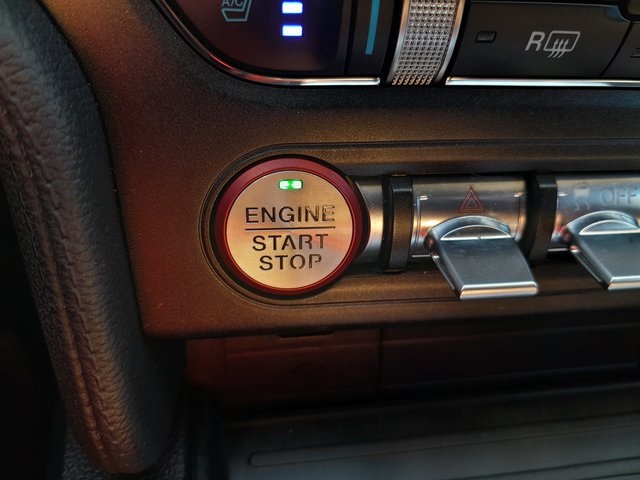 A/C
R
ENGINE
START
STOP
OFF